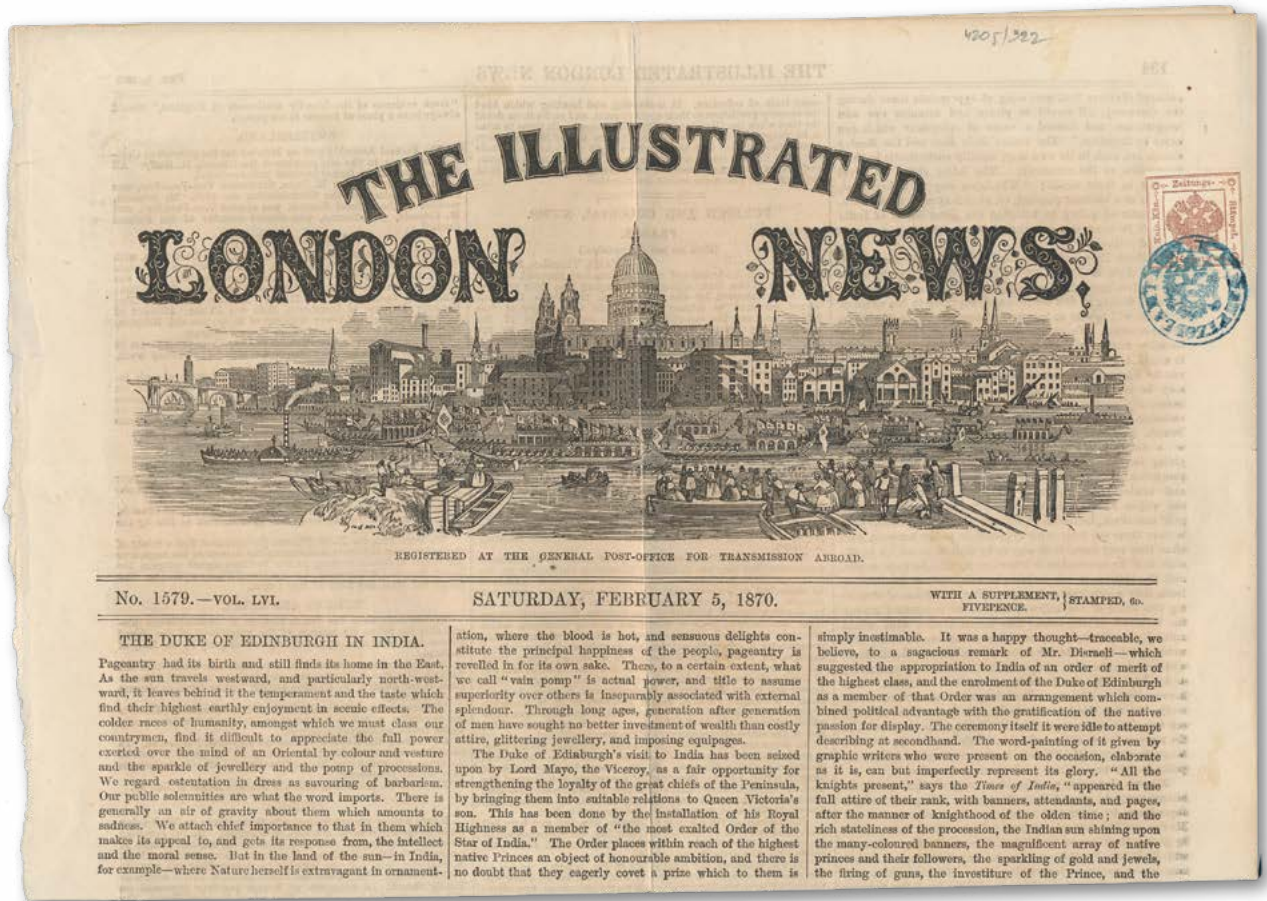 4205/322
THE ILLUSTRATED
LONDON NEWS.
Zeitungs-
Stämpel.
REGISTERED AT THE GENERAL POST-OFFICE FOR TRANSMISSION ABROAD.
No. 1579.—VOL. LVI.
SATURDAY, FEBRUARY 5, 1870.
WITH A SUPPLEMENT,
FIVEPENCE.
STAMPED, 6D.
THE DUKE OF EDINBURGH IN INDIA.
Pageantry had its birth and still finds its home in the East.
As the sun travels westward, and particularly north-west-
ward, it leaves behind it the temperament and the taste which
find their highest earthly enjoyment in scenic effects. The
colder races of humanity, amongst which we must class our
countrymen, find it difficult to appreciate the full power
exerted over the mind of an Oriental by colour and vesture
and the sparkle of jewellery and the pomp of processions.
We regard ostentation in dress as savouring of barbarism.
Our public solemnities are what the word imports. There is
generally an air of gravity about them which amounts to
sadness. We attach chief importance to that in them which
makes its appeal to, and gets its response from, the intellect
and the moral sense. But in the land of the sun—in India,
for example—where Nature herself is extravagant in ornament-
ation, where the blood is hot, and sensuous delights con-
stitute the principal happiness of the people, pageantry is
revelled in for its own sake. There, to a certain extent, what
we call "vain pomp" is actual power, and title to assume
superiority over others is inseparably associated with external
splendour. Through long ages, generation after generation
of men have sought no better investment of wealth than costly
attire, glittering jewellery, and imposing equipages.
The Duke of Edinburgh's visit to India has been seized
upon by Lord Mayo, the Viceroy, as a fair opportunity for
strengthening the loyalty of the great chiefs of the Peninsula,
by bringing them into suitable relations to Queen Victoria's
son. This has been done by the installation of his Royal
Highness as a member of "the most exalted Order of the
Star of India." The Order places within reach of the highest
native Princes an object of honourable ambition, and there is
no doubt that they eagerly covet a prize which to them is
simply inestimable. It was a happy thought—traceable, we
believe, to a sagacious remark of Mr. Disraeli—which
suggested the appropriation to India of an order of merit of
the highest class, and the enrolment of the Duke of Edinburgh
as a member of that Order was an arrangement which com-
bined political advantage with the gratification of the native
passion for display. The ceremony itself it were idle to attempt
describing at secondhand. The word-painting of it given by
graphic writers who were present on the occasion, elaborate
as it is, can but imperfectly represent its glory. "All the
knights present," says the Times of India, "appeared in the
full attire of their rank, with banners, attendants, and pages,
after the manner of knighthood of the olden time; and the
rich stateliness of the procession, the Indian sun shining upon
the many-coloured banners, the magnificent array of native
princes and their followers, the sparkling of gold and jewels,
the firing of guns, the investiture of the Prince, and the